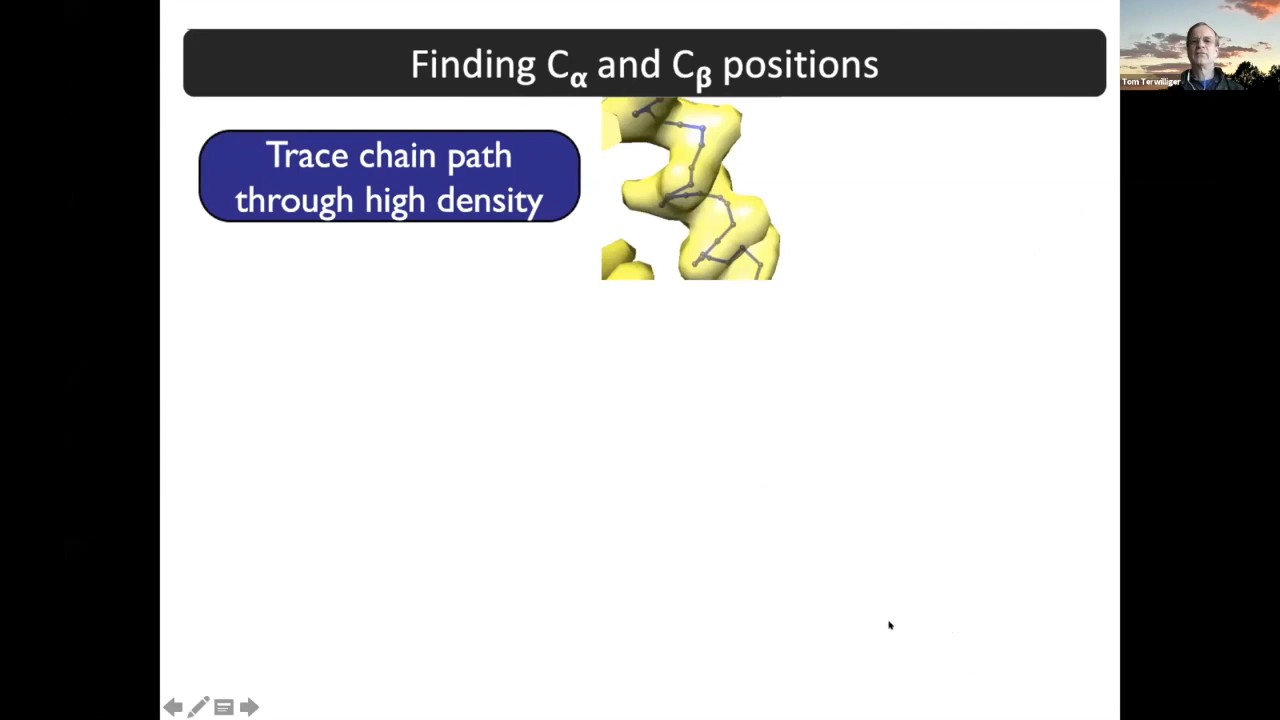 Finding Cα and Cβ positions
Tom Terwilliger
Trace chain path
through high density